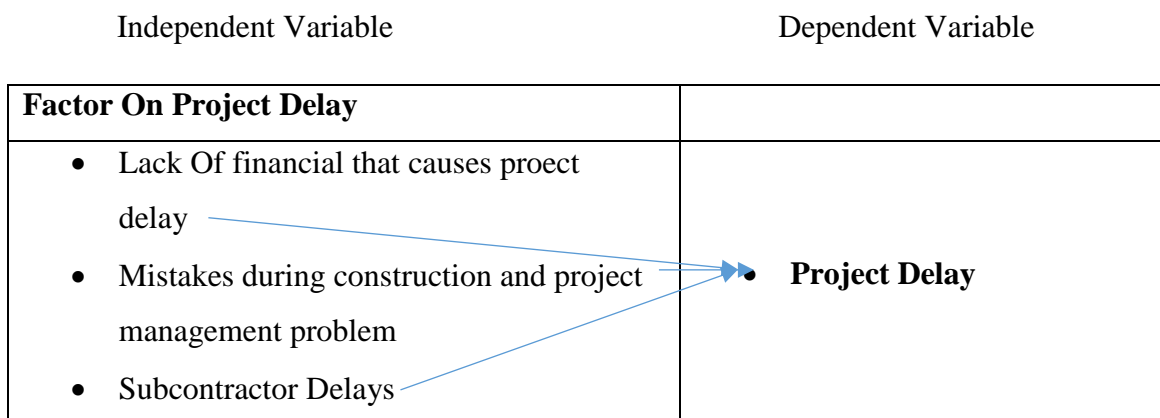 Independent Variable Dependent Variable
Factor On Project Delay
• Lack Of financial that causes proect
delay
• Mistakes during construction and project
management problem
• Subcontractor Delays
• Project Delay